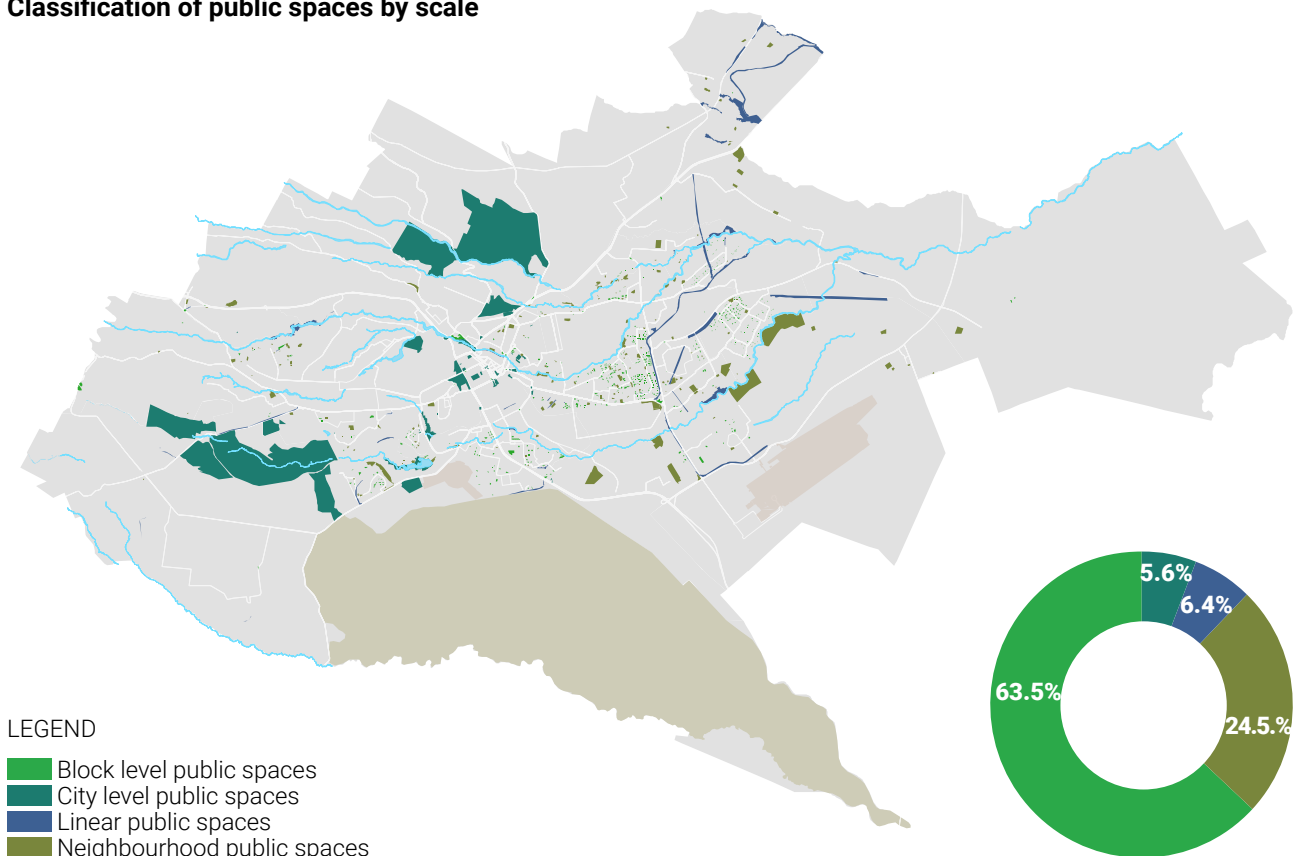 Classification of public spaces by scale
5.6%
6.4%
63.5%
24.5.%
LEGEND
Block level public spaces
City level public spaces
Linear public spaces
Neighbourhood public spaces